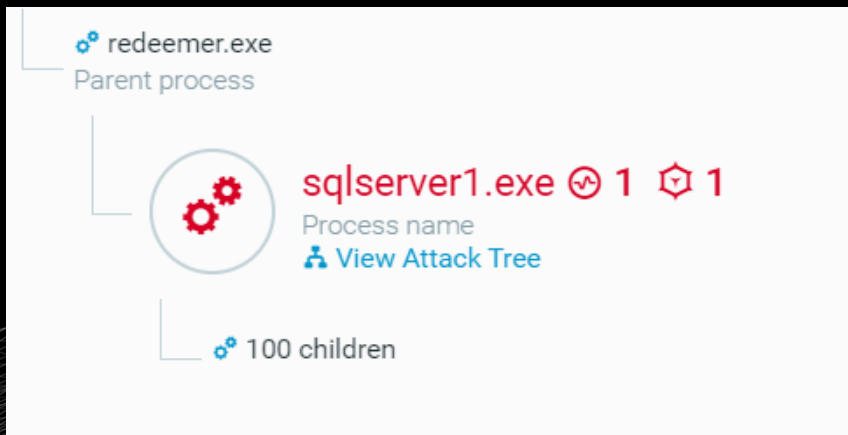 redeemer.exe
Parent process
sqlserver1.exe 1 1
Process name
View Attack Tree
100 children